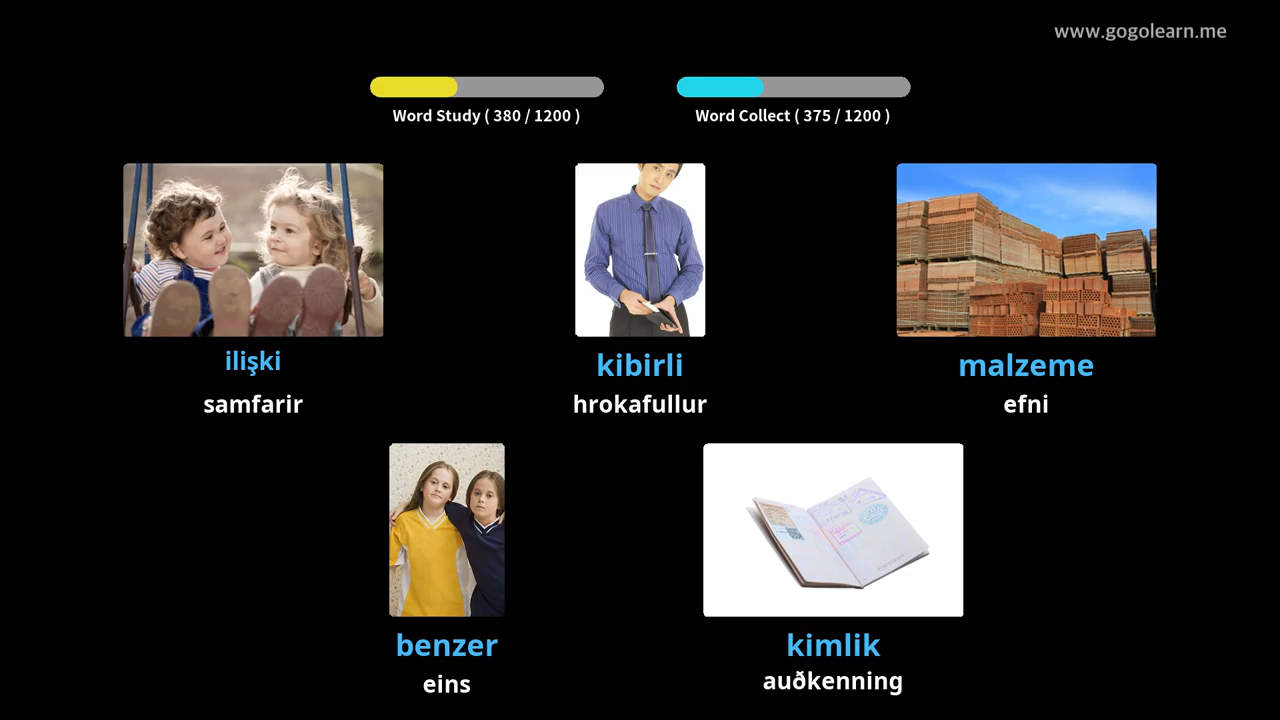 www.gogolearn.me
Word Study ( 380 / 1200 )
Word Collect ( 375 / 1200 )
ilişki
samfarir
kibirli
hrokafullur
malzeme
efni
benzer
eins
kimlik
auðkenning